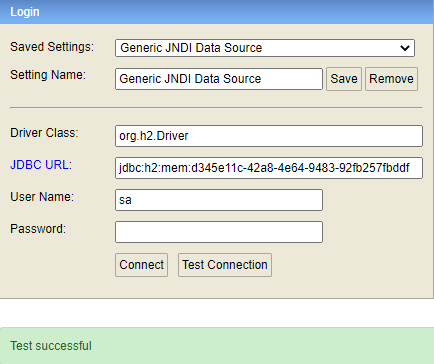 Login
Saved Settings: Generic JNDI Data Source
Setting Name: Generic JNDI Data Source Save Remove
Driver Class: org.h2.Driver
JDBC URL: jdbc:h2:mem:d345e11c-42a8-4e64-9483-92fb257fbddf
User Name: sa
Password:
Connect Test Connection
Test successful